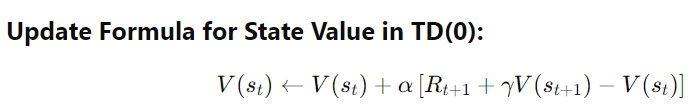 Update Formula for State Value in TD(0):
V(s_t) ← V(s_t) + α [R_{t+1} + γV(s_{t+1}) − V(s_t)]